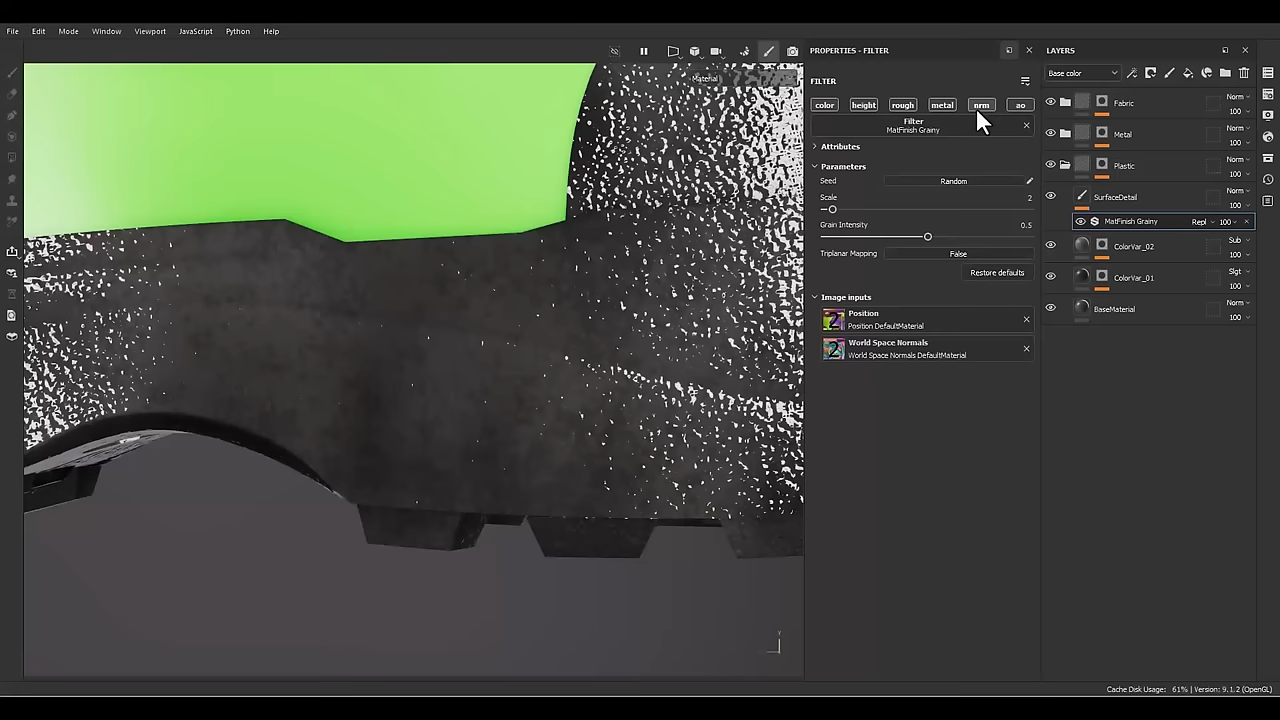 File Edit Mode Window Viewport JavaScript Python Help
Material
PROPERTIES - FILTER
FILTER
color height rough metal nrm ao
Filter
MatFinish Grainy
Attributes
Parameters
Seed Random
Scale 2
Grain Intensity 0.5
Triplanar Mapping False
Restore defaults
Image inputs
Position
Position DefaultMaterial
World Space Normals
World Space Normals DefaultMaterial
LAYERS
Base color
Fabric Norm
100
Metal Norm
100
Plastic Norm
100
SurfaceDetail Norm
100
MatFinish Grainy Repl 100
ColorVar_02 Sub
100
ColorVar_01 Slgt
100
BaseMaterial Norm
100
Y
Cache Disk Usage: 61% | Version: 9.1.2 (OpenGL)